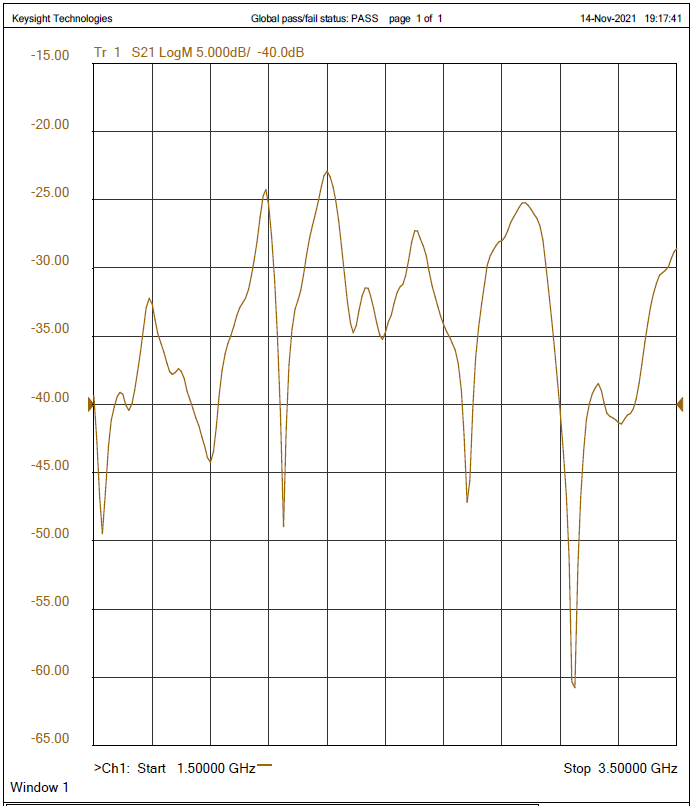 Keysight Technologies Global pass/fail status: PASS page 1 of 1 14-Nov-2021 19:17:41
Tr 1 S21 LogM 5.000dB/ -40.0dB
-15.00
-20.00
-25.00
-30.00
-35.00
-40.00
-45.00
-50.00
-55.00
-60.00
-65.00
>Ch1: Start 1.50000 GHz Stop 3.50000 GHz
Window 1